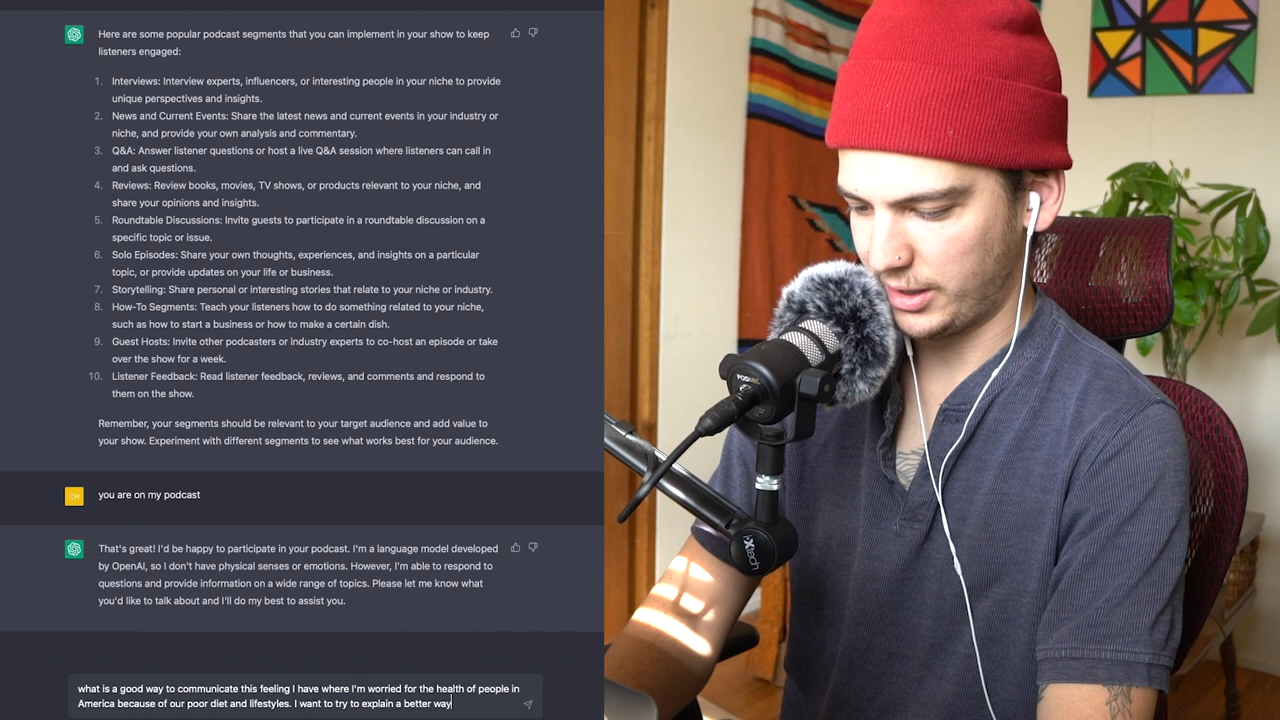 Here are some popular podcast segments that you can implement in your show to keep
listeners engaged:
1. Interviews: Interview experts, influencers, or interesting people in your niche to provide
unique perspectives and insights.
2. News and Current Events: Share the latest news and current events in your industry or
niche, and provide your own analysis and commentary.
3. Q&A: Answer listener questions or host a live Q&A session where listeners can call in
and ask questions.
4. Reviews: Review books, movies, TV shows, or products relevant to your niche, and
share your opinions and insights.
5. Roundtable Discussions: Invite guests to participate in a roundtable discussion on a
specific topic or issue.
6. Solo Episodes: Share your own thoughts, experiences, and insights on a particular
topic, or provide updates on your life or business.
7. Storytelling: Share personal or interesting stories that relate to your niche or industry.
8. How-To Segments: Teach your listeners how to do something related to your niche,
such as how to start a business or how to make a certain dish.
9. Guest Hosts: Invite other podcasters or industry experts to co-host an episode or take
over the show for a week.
10. Listener Feedback: Read listener feedback, reviews, and comments and respond to
them on the show.
Remember, your segments should be relevant to your target audience and add value to
your show. Experiment with different segments to see what works best for your audience.
CH
you are on my podcast
That's great! I'd be happy to participate in your podcast. I'm a language model developed
by OpenAI, so I don't have physical senses or emotions. However, I'm able to respond to
questions and provide information on a wide range of topics. Please let me know what
you'd like to talk about and I'll do my best to assist you.
what is a good way to communicate this feeling I have where I'm worried for the health of people in
America because of our poor diet and lifestyles. I want to try to explain a better way
PODMIC
iXtech